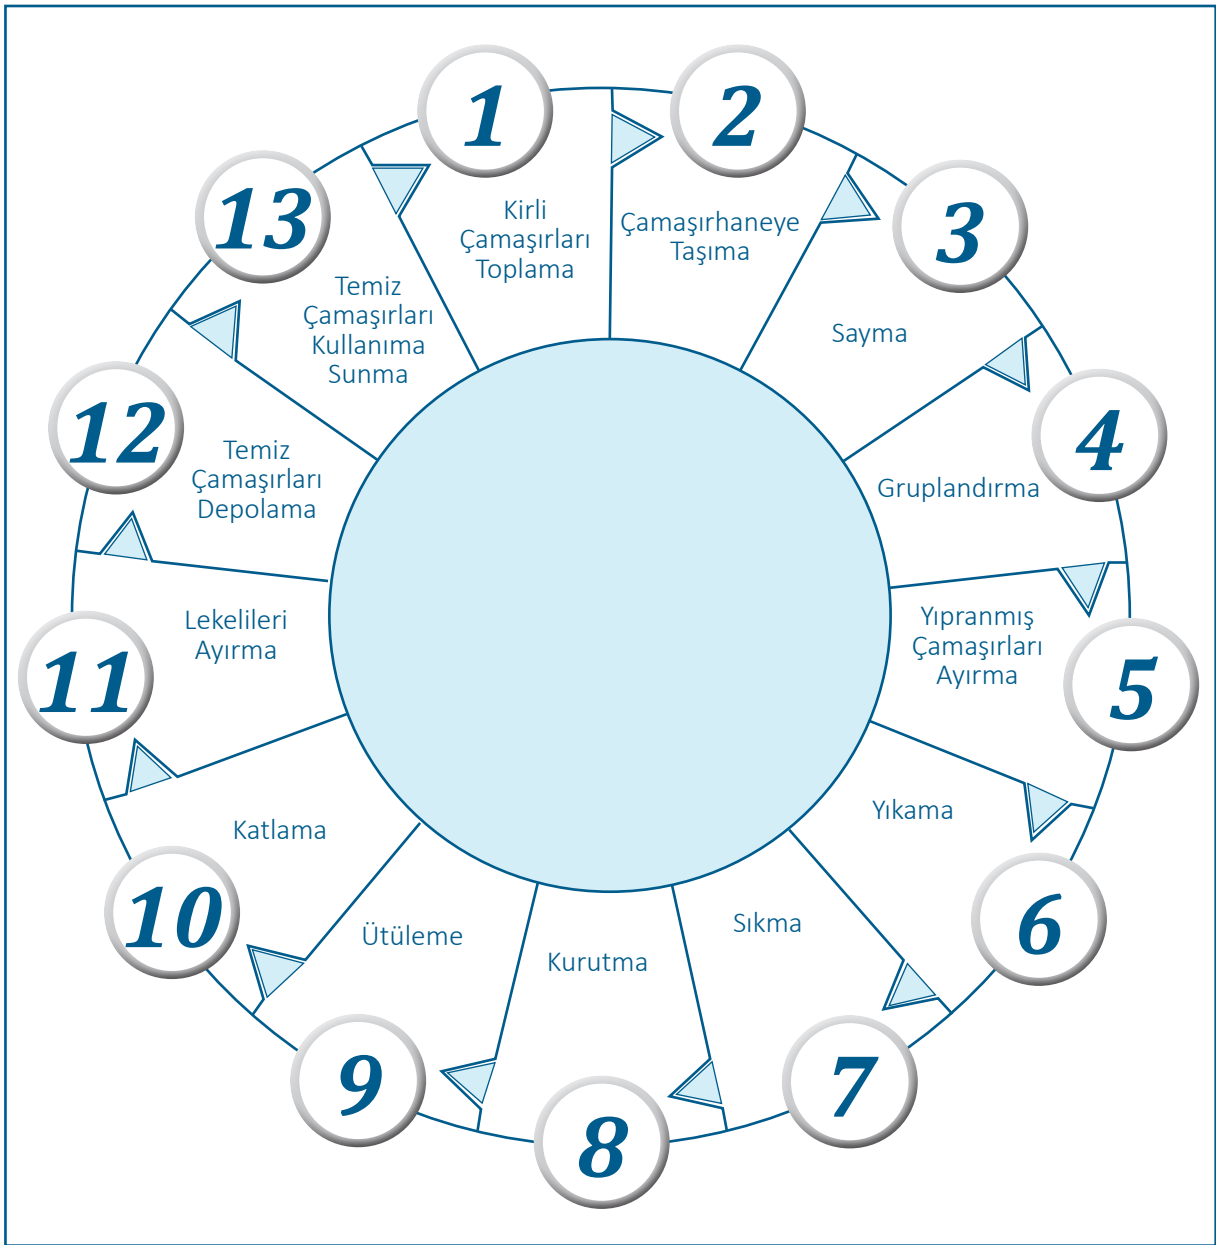 1
Kirli
Çamaşırları
Toplama
2
Çamaşırhaneye
Taşıma
3
Sayma
4
Gruplandırma
5
Yıpranmış
Çamaşırları
Ayırma
6
Yıkama
7
Sıkma
8
Kurutma
9
Ütüleme
10
Katlama
11
Lekelileri
Ayırma
12
Temiz
Çamaşırları
Depolama
13
Temiz
Çamaşırları
Kullanıma
Sunma